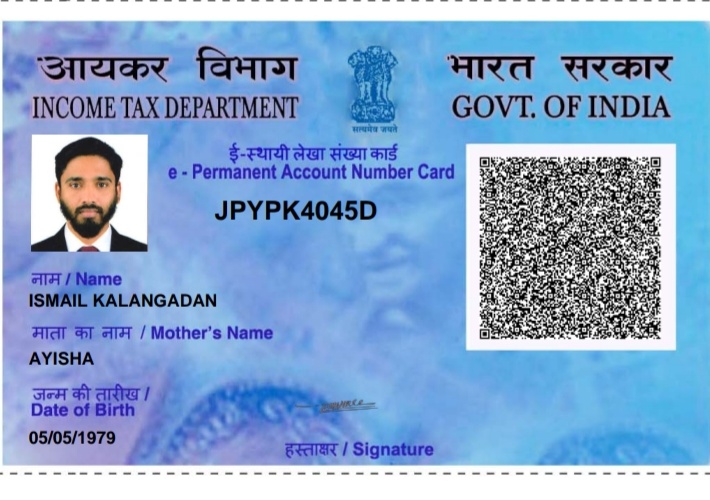 आयकर विभाग
INCOME TAX DEPARTMENT
सत्यमेव जयते
भारत सरकार
GOVT. OF INDIA
ई-स्थायी लेखा संख्या कार्ड
e - Permanent Account Number Card
JPYPK4045D
नाम / Name
ISMAIL KALANGADAN
माता का नाम / Mother's Name
AYISHA
जन्म की तारीख /
Date of Birth
05/05/1979
हस्ताक्षर / Signature